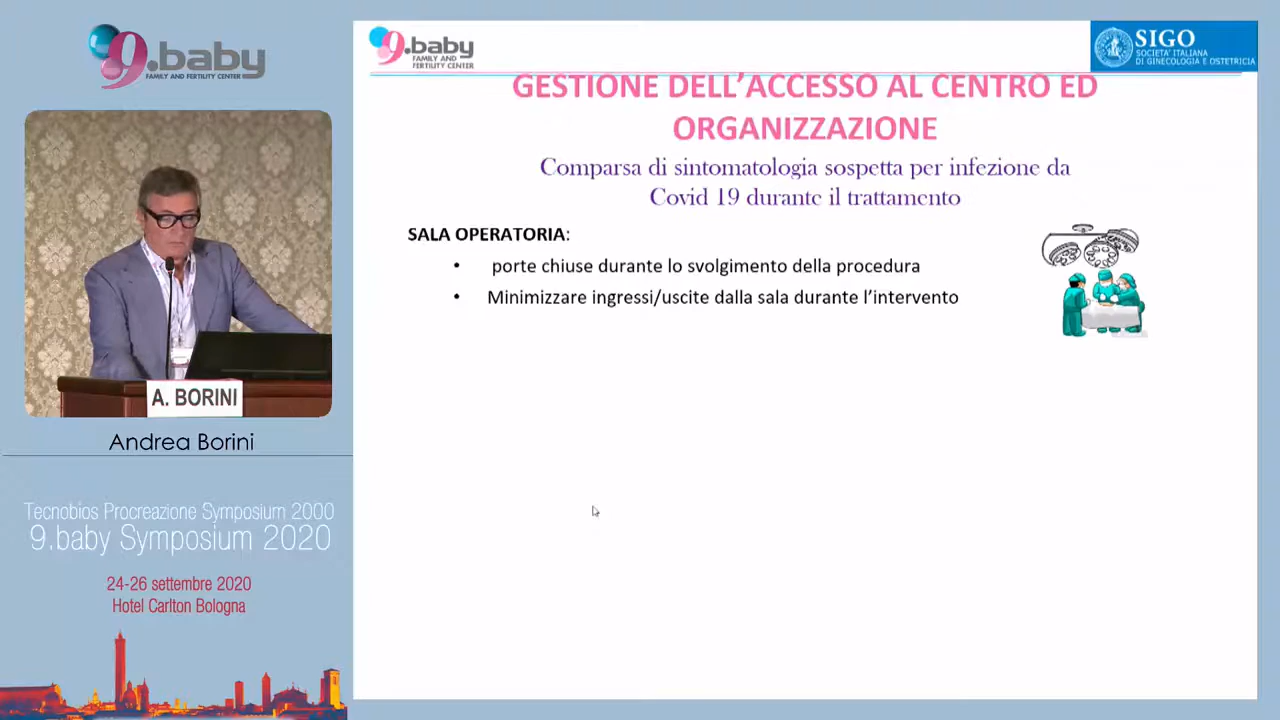 9.baby
FAMILY AND FERTILITY CENTER
A. BORINI
Andrea Borini
Tecnobios Procreazione Symposium 2000
9.baby Symposium 2020
24-26 settembre 2020
Hotel Carlton Bologna
9.baby
FAMILY AND
FERTILITY CENTER
SIGO
SOCIETA' ITALIANA
DI GINECOLOGIA E OSTETRICIA
GESTIONE DELL'ACCESSO AL CENTRO ED
ORGANIZZAZIONE
Comparsa di sintomatologia sospetta per infezione da
Covid 19 durante il trattamento
SALA OPERATORIA:
• porte chiuse durante lo svolgimento della procedura
• Minimizzare ingressi/uscite dalla sala durante l'intervento